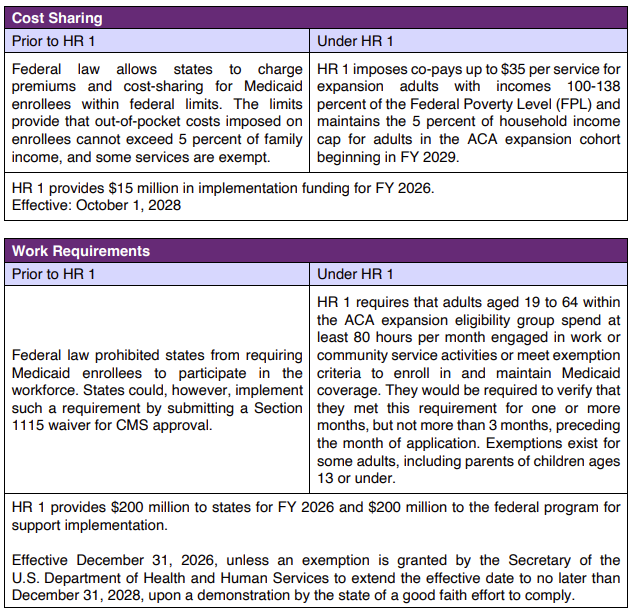 Cost Sharing
Prior to HR 1
Under HR 1
Federal law allows states to charge
premiums and cost-sharing for Medicaid
enrollees within federal limits. The limits
provide that out-of-pocket costs imposed on
enrollees cannot exceed 5 percent of family
income, and some services are exempt.
HR 1 imposes co-pays up to $35 per service for
expansion adults with incomes 100-138
percent of the Federal Poverty Level (FPL) and
maintains the 5 percent of household income
cap for adults in the ACA expansion cohort
beginning in FY 2029.
HR 1 provides $15 million in implementation funding for FY 2026.
Effective: October 1, 2028
Work Requirements
Prior to HR 1
Under HR 1
Federal law prohibited states from requiring
Medicaid enrollees to participate in the
workforce. States could, however, implement
such a requirement by submitting a Section
1115 waiver for CMS approval.
HR 1 requires that adults aged 19 to 64 within
the ACA expansion eligibility group spend at
least 80 hours per month engaged in work or
community service activities or meet exemption
criteria to enroll in and maintain Medicaid
coverage. They would be required to verify that
they met this requirement for one or more
months, but not more than 3 months, preceding
the month of application. Exemptions exist for
some adults, including parents of children ages
13 or under.
HR 1 provides $200 million to states for FY 2026 and $200 million to the federal program for
support implementation.
Effective December 31, 2026, unless an exemption is granted by the Secretary of the
U.S. Department of Health and Human Services to extend the effective date to no later than
December 31, 2028, upon a demonstration by the state of a good faith effort to comply.